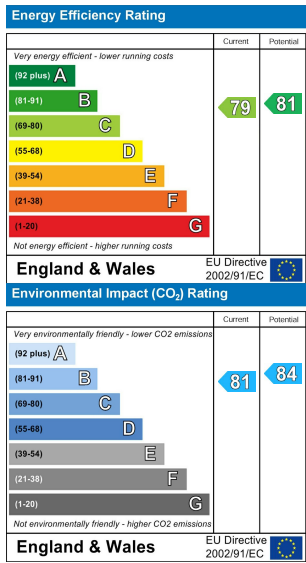 Energy Efficiency Rating
Current Potential
Very energy efficient - lower running costs
(92 plus) A
(81-91) B
(69-80) C
(55-68) D
(39-54) E
(21-38) F
(1-20) G
79
81
Not energy efficient - higher running costs
England & Wales
EU Directive
2002/91/EC
Environmental Impact (CO₂) Rating
Current Potential
Very environmentally friendly - lower CO2 emissions
(92 plus) A
(81-91) B
(69-80) C
(55-68) D
(39-54) E
(21-38) F
(1-20) G
81
84
Not environmentally friendly - higher CO2 emissions
England & Wales
EU Directive
2002/91/EC